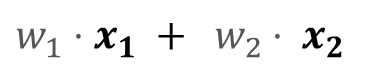 w₁ · x₁ + w₂ · x₂